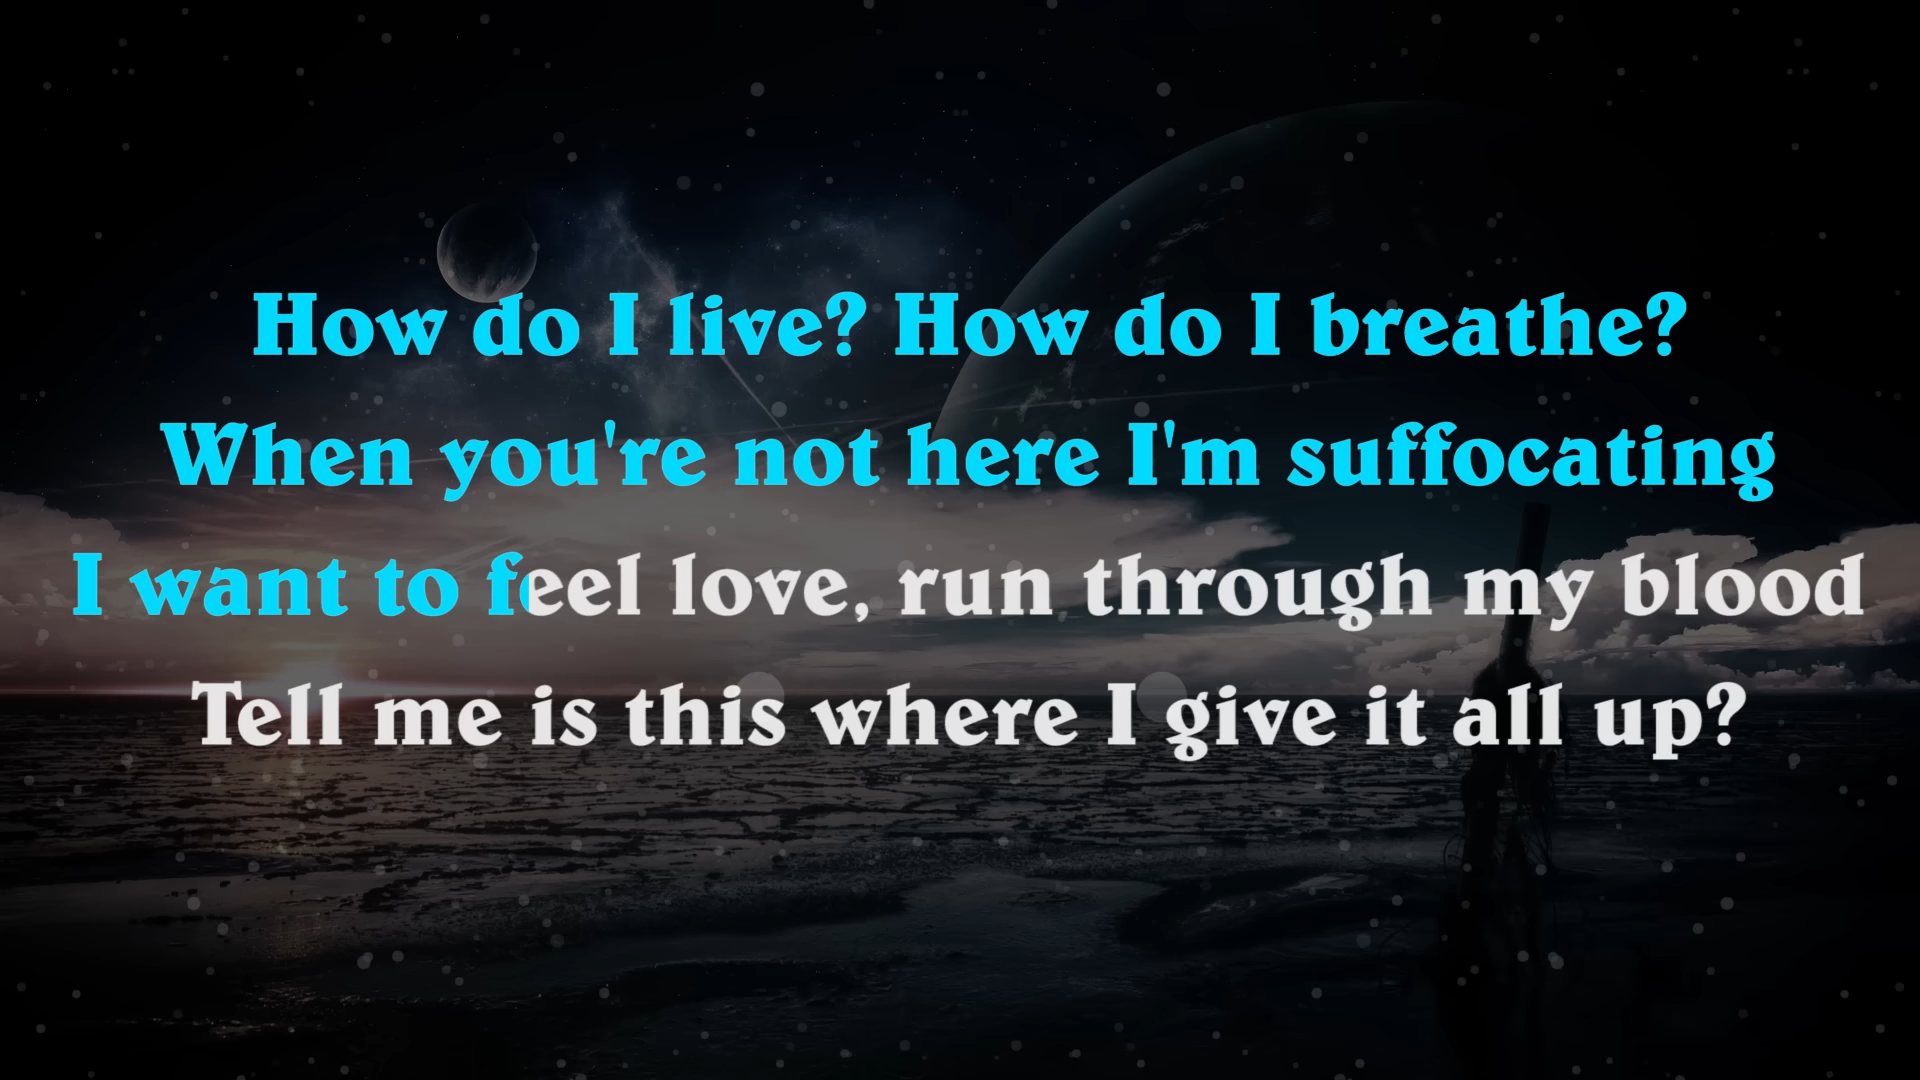 How do I live? How do I breathe?
When you're not here I'm suffocating
I want to feel love, run through my blood
Tell me is this where I give it all up?